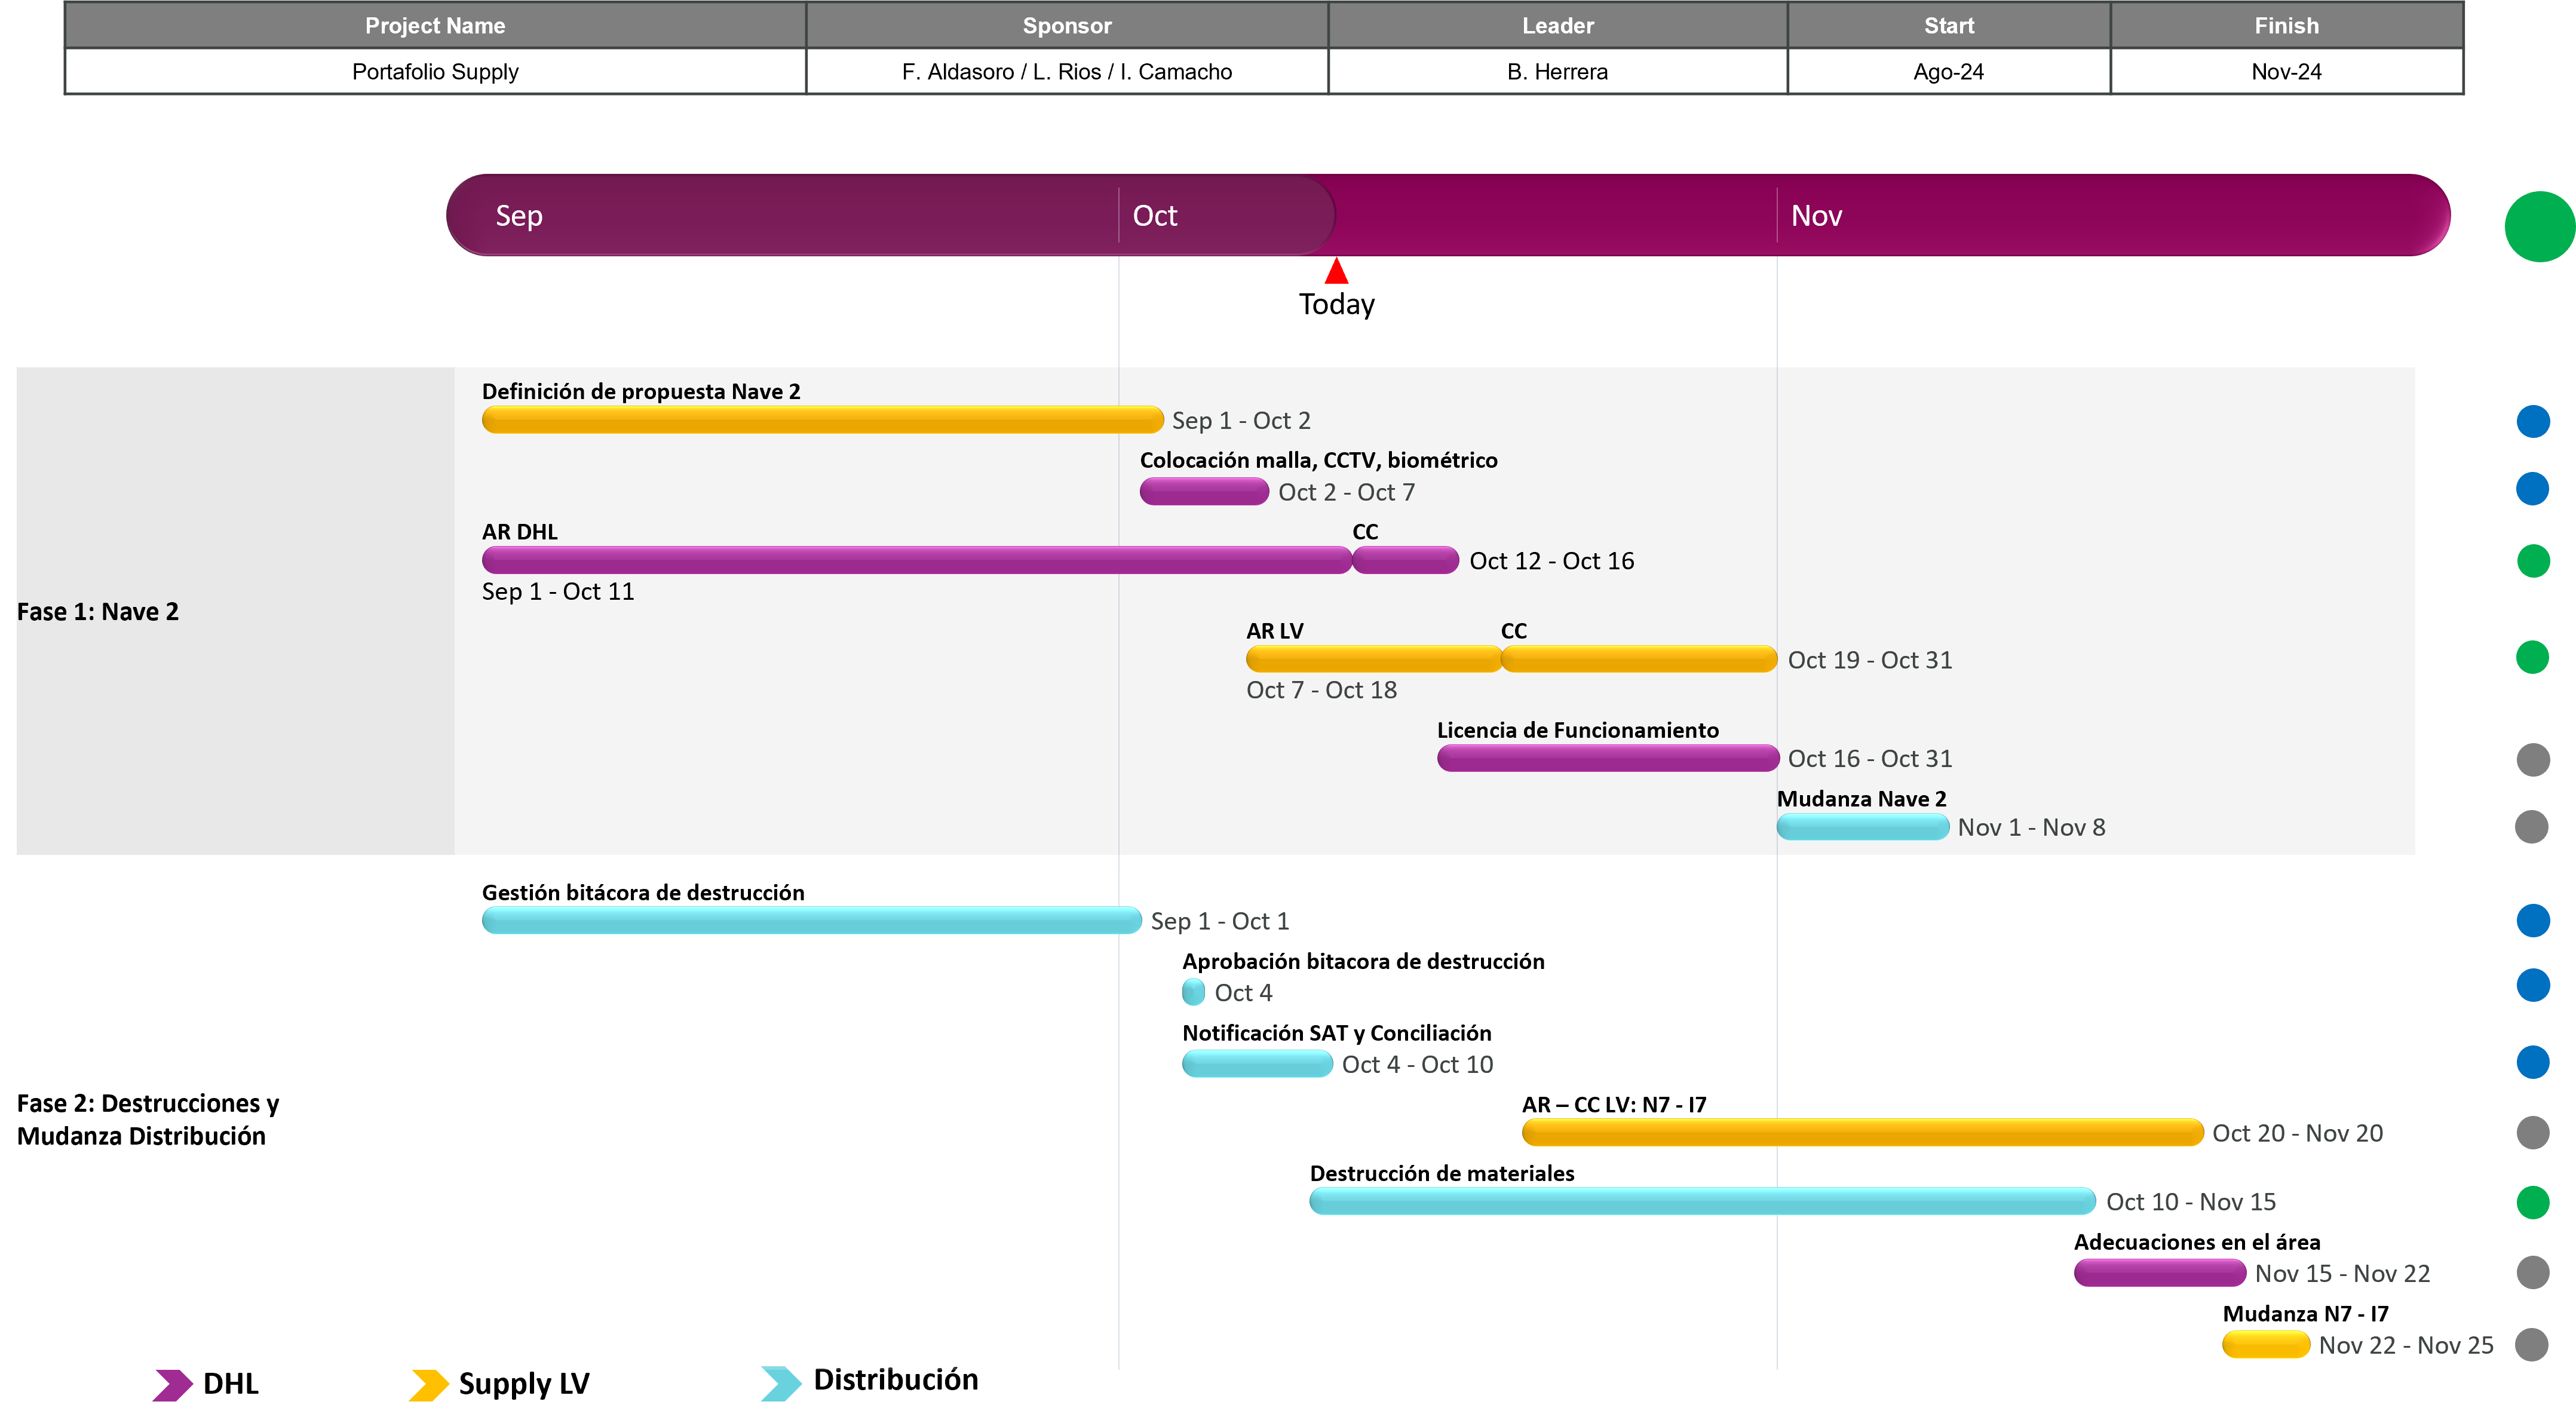 Project Name Sponsor Leader Start Finish
Portafolio Supply F. Aldasoro / L. Rios / I. Camacho B. Herrera Ago-24 Nov-24
Sep Oct Nov
Today
Definición de propuesta Nave 2
Sep 1 - Oct 2
Colocación malla, CCTV, biométrico
Oct 2 - Oct 7
AR DHL CC
Oct 12 - Oct 16
Sep 1 - Oct 11
Fase 1: Nave 2
AR LV CC
Oct 19 - Oct 31
Oct 7 - Oct 18
Licencia de Funcionamiento
Oct 16 - Oct 31
Mudanza Nave 2
Nov 1 - Nov 8
Gestión bitácora de destrucción
Sep 1 - Oct 1
Aprobación bitacora de destrucción
Oct 4
Notificación SAT y Conciliación
Oct 4 - Oct 10
Fase 2: Destrucciones y
Mudanza Distribución
AR – CC LV: N7 - I7
Oct 20 - Nov 20
Destrucción de materiales
Oct 10 - Nov 15
Adecuaciones en el área
Nov 15 - Nov 22
Mudanza N7 - I7
Nov 22 - Nov 25
DHL Supply LV Distribución